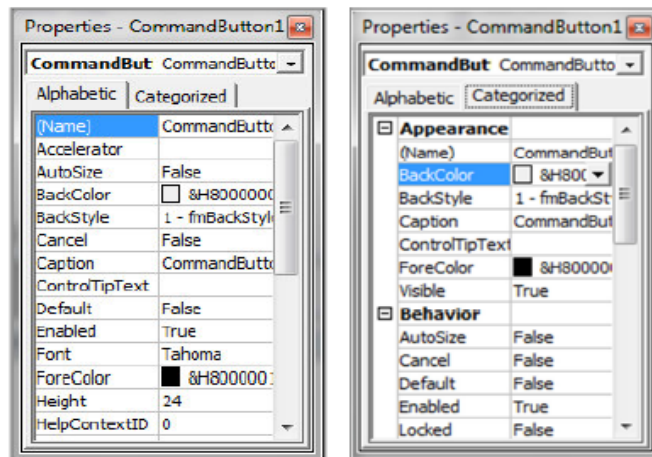 Properties - CommandButton1
CommandBut CommandButto
Alphabetic Categorized
(Name) CommandButto
Accelerator
AutoSize False
BackColor &H8000000
BackStyle 1 - fmBackStyl
Cancel False
Caption CommandButto
ControlTipText
Default False
Enabled True
Font Tahoma
ForeColor &H8000001
Height 24
HelpContextID 0
Properties - CommandButton1
CommandBut CommandButto
Alphabetic Categorized
Appearance
(Name) CommandBut
BackColor &H800
BackStyle 1 - fmBackSt
Caption CommandBut
ControlTipText
ForeColor &H80000
Visible True
Behavior
AutoSize False
Cancel False
Default False
Enabled True
Locked False